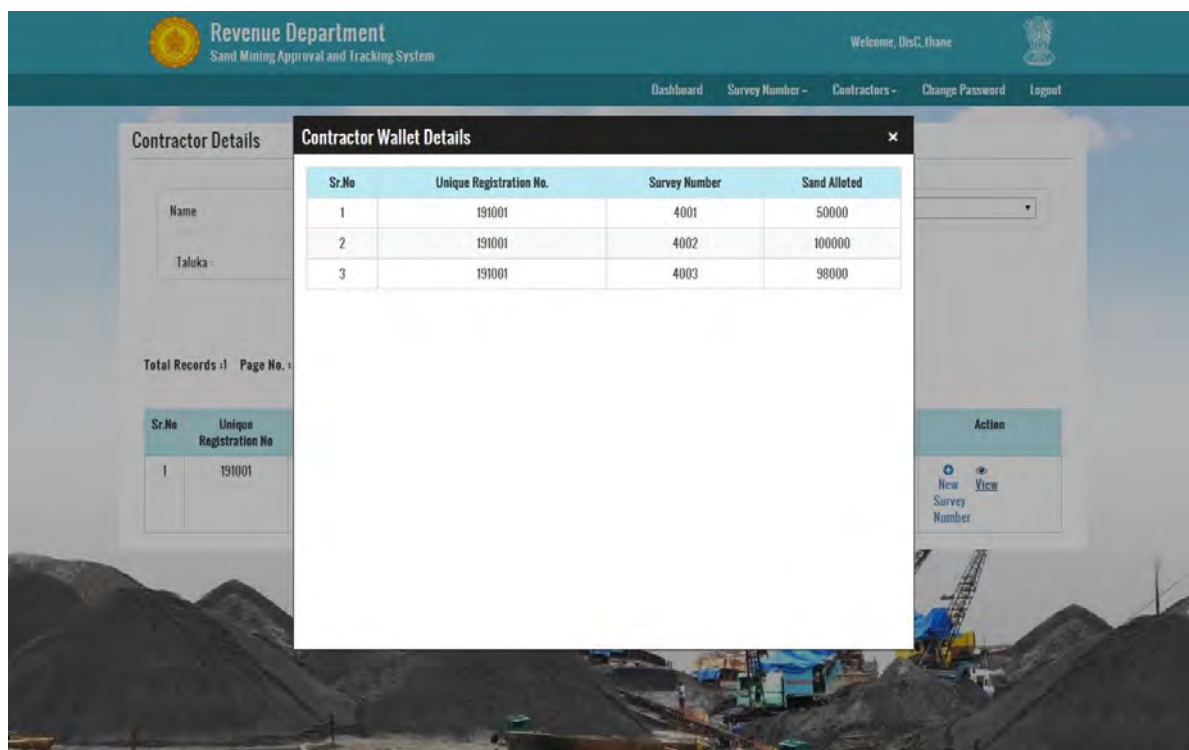 Revenue Department
Sand Mining Approval and Tracking System
Welcome, DisC_thane
Dashboard Survey Number Contractors Change Password Logout
Contractor Details
Contractor Wallet Details ×
Sr.No Unique Registration No. Survey Number Sand Alloted
1 191001 4001 50000
2 191001 4002 100000
3 191001 4003 98000
Name
Taluka :
Total Records :1 Page No. :
Sr.No Unique Registration No Action
1 191001 New Survey Number View